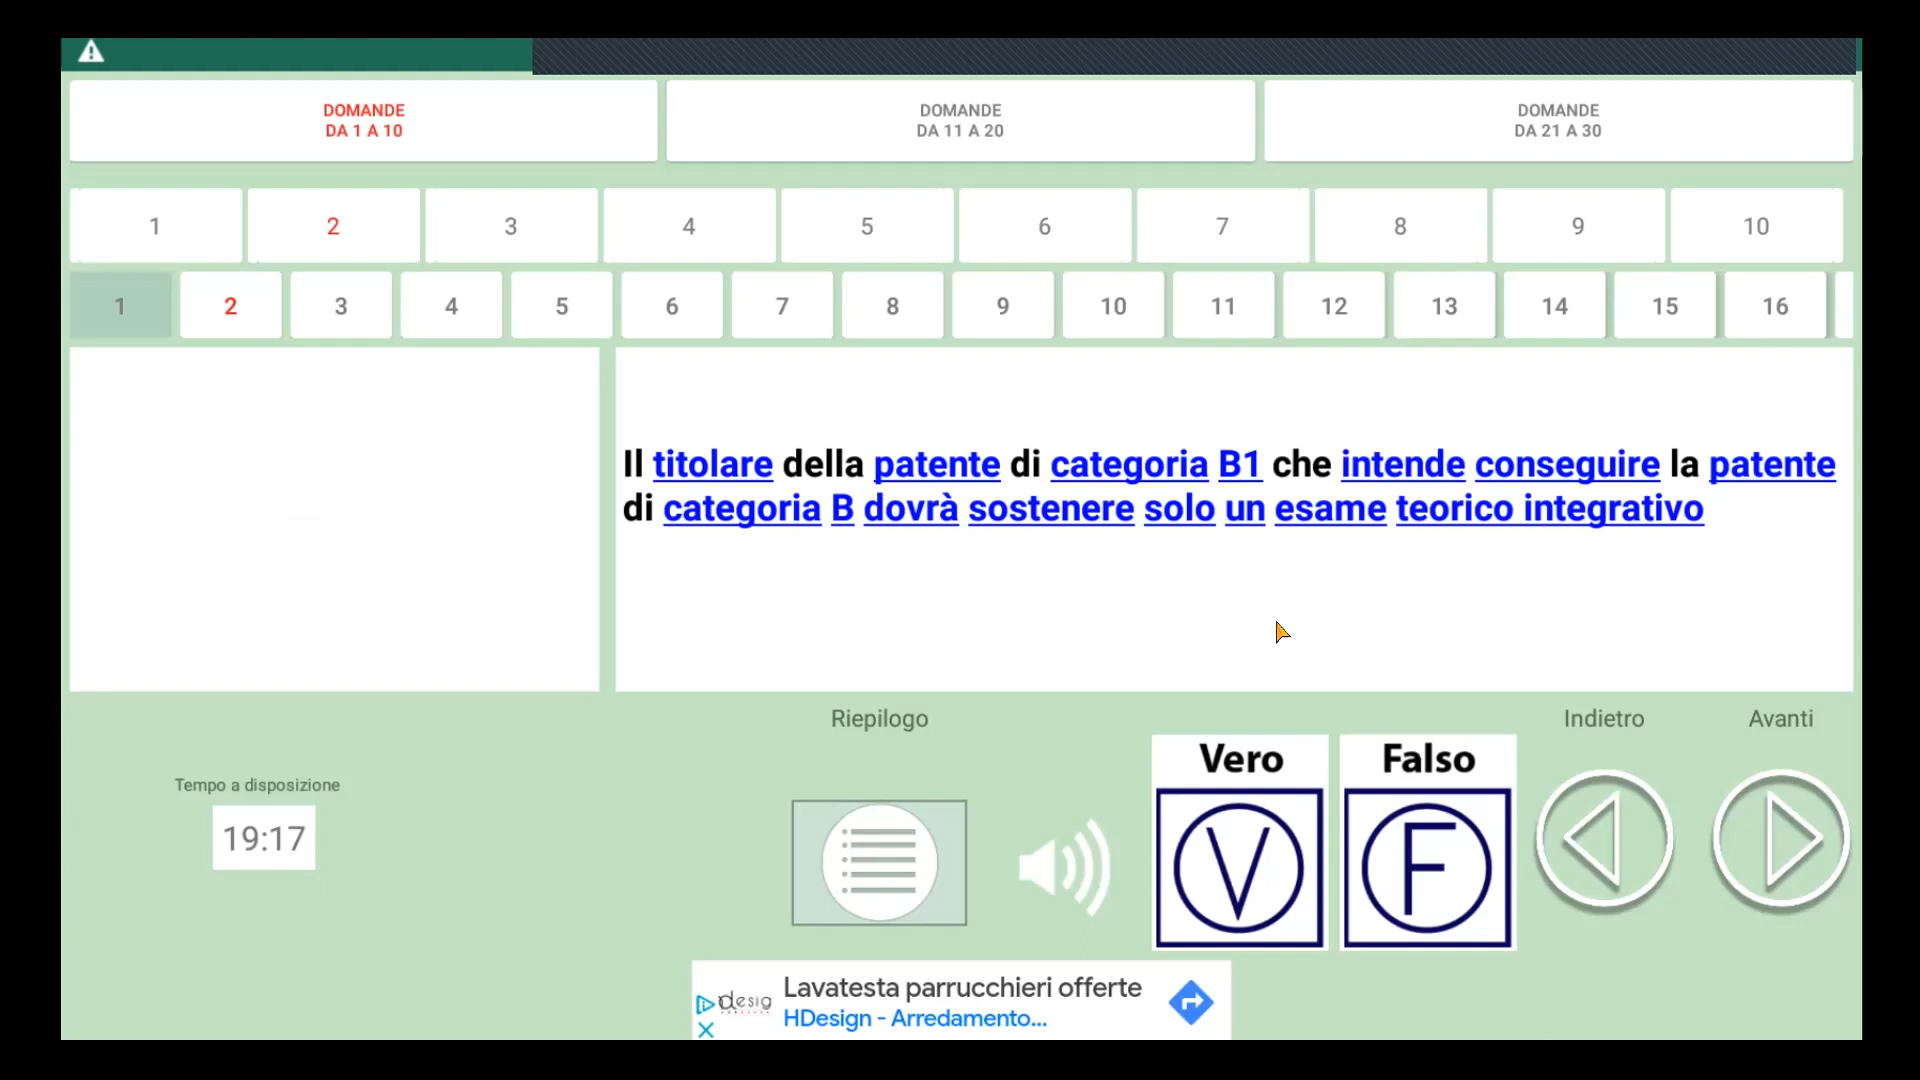 DOMANDE
DA 1 A 10
DOMANDE
DA 11 A 20
DOMANDE
DA 21 A 30
1 2 3 4 5 6 7 8 9 10
1 2 3 4 5 6 7 8 9 10 11 12 13 14 15 16
Il titolare della patente di categoria B1 che intende conseguire la patente
di categoria B dovrà sostenere solo un esame teorico integrativo
Riepilogo
Indietro
Avanti
Tempo a disposizione
19:17
Vero
V
Falso
F
Lavatesta parrucchieri offerte
HDesign - Arredamento...